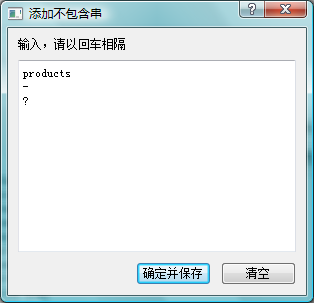 添加不包含串
输入，请以回车相隔
products
-
?
确定并保存
清空